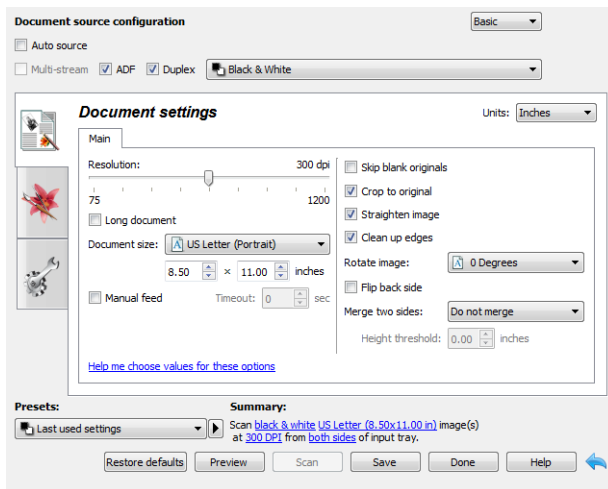 Document source configuration Basic
Auto source
Multi-stream ADF Duplex Black & White
Document settings Units: Inches
Main
Resolution: 300 dpi
75 1200
Long document
Document size: US Letter (Portrait)
8.50 × 11.00 inches
Manual feed Timeout: 0 sec
Help me choose values for these options
Skip blank originals
Crop to original
Straighten image
Clean up edges
Rotate image: 0 Degrees
Flip back side
Merge two sides: Do not merge
Height threshold: 0.00 inches
Presets:
Last used settings
Summary:
Scan black & white US Letter (8.50x11.00 in) image(s)
at 300 DPI from both sides of input tray.
Restore defaults Preview Scan Save Done Help